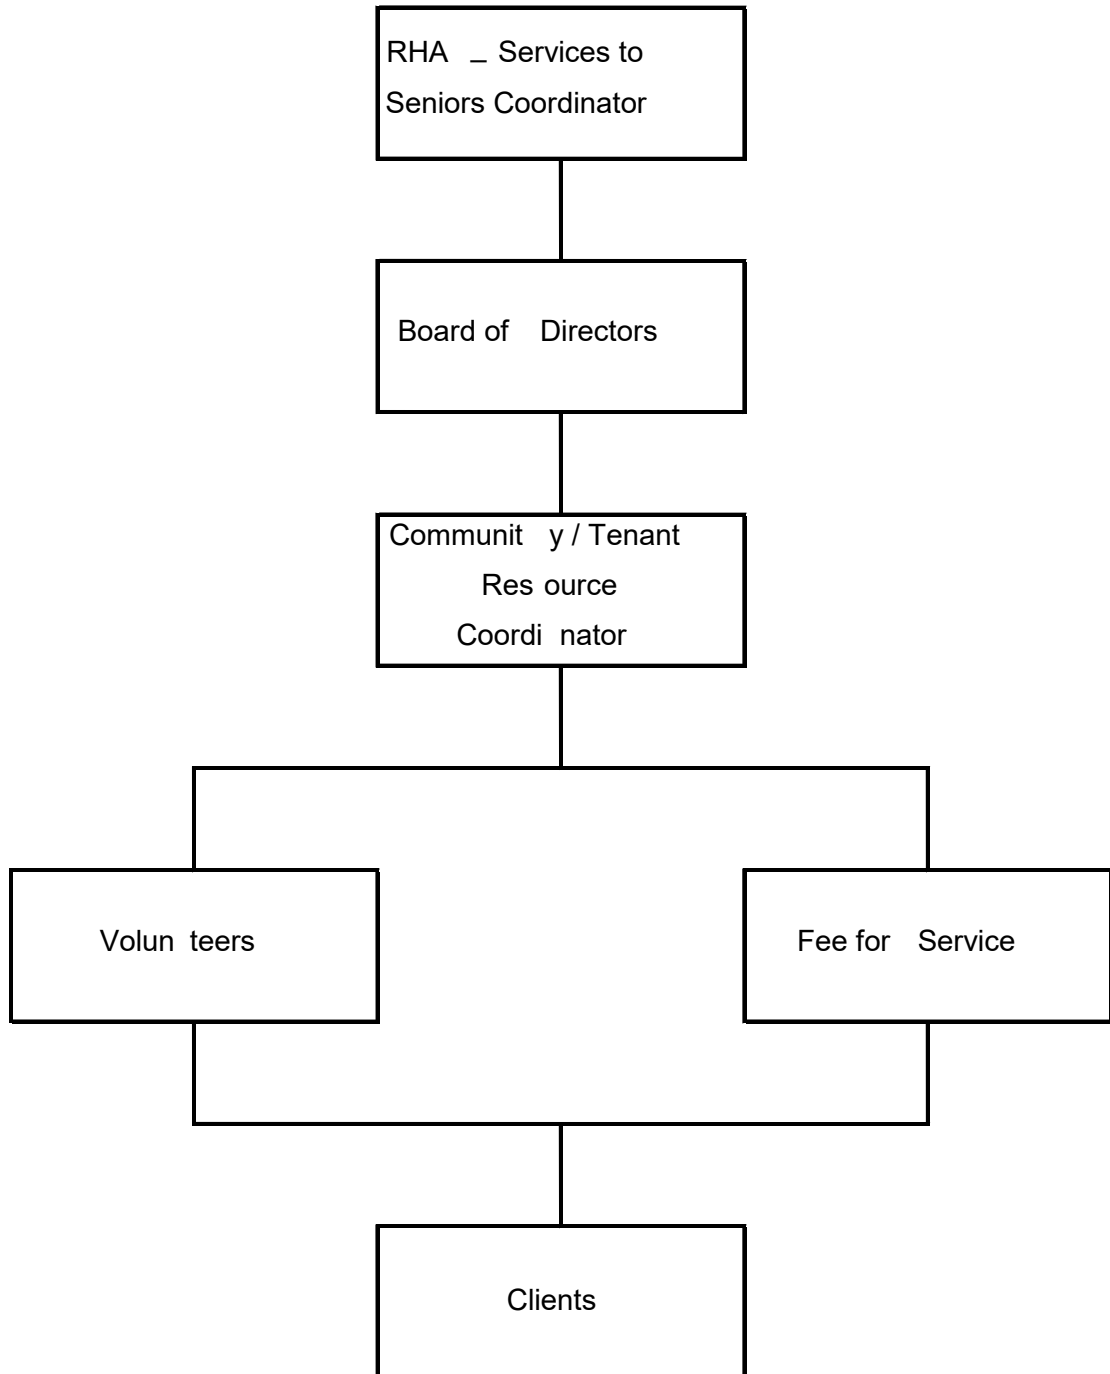 RHA – Services to
Seniors Coordinator
Board of Directors
Community / Tenant
Resource
Coordinator
Volunteers
Fee for Service
Clients